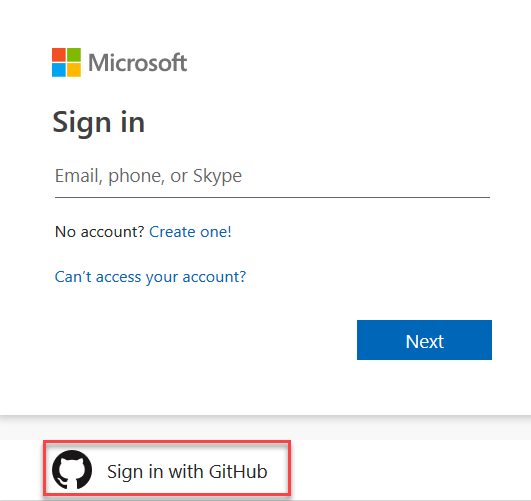 Microsoft
Sign in
Email, phone, or Skype
No account? Create one!
Can’t access your account?
Next
Sign in with GitHub